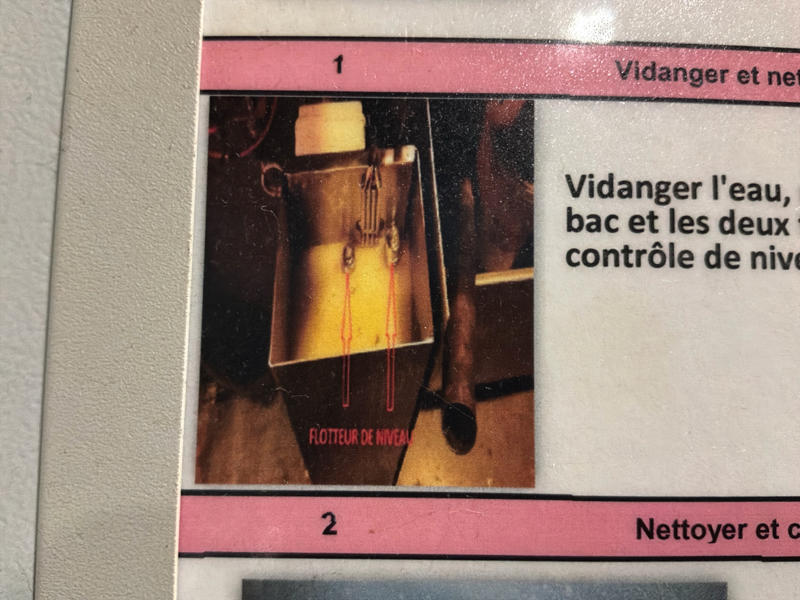 1
Vidanger et net
Vidanger l'eau,
bac et les deux
contrôle de nive
FLOTTEUR DE NIVEAU
2
Nettoyer et c